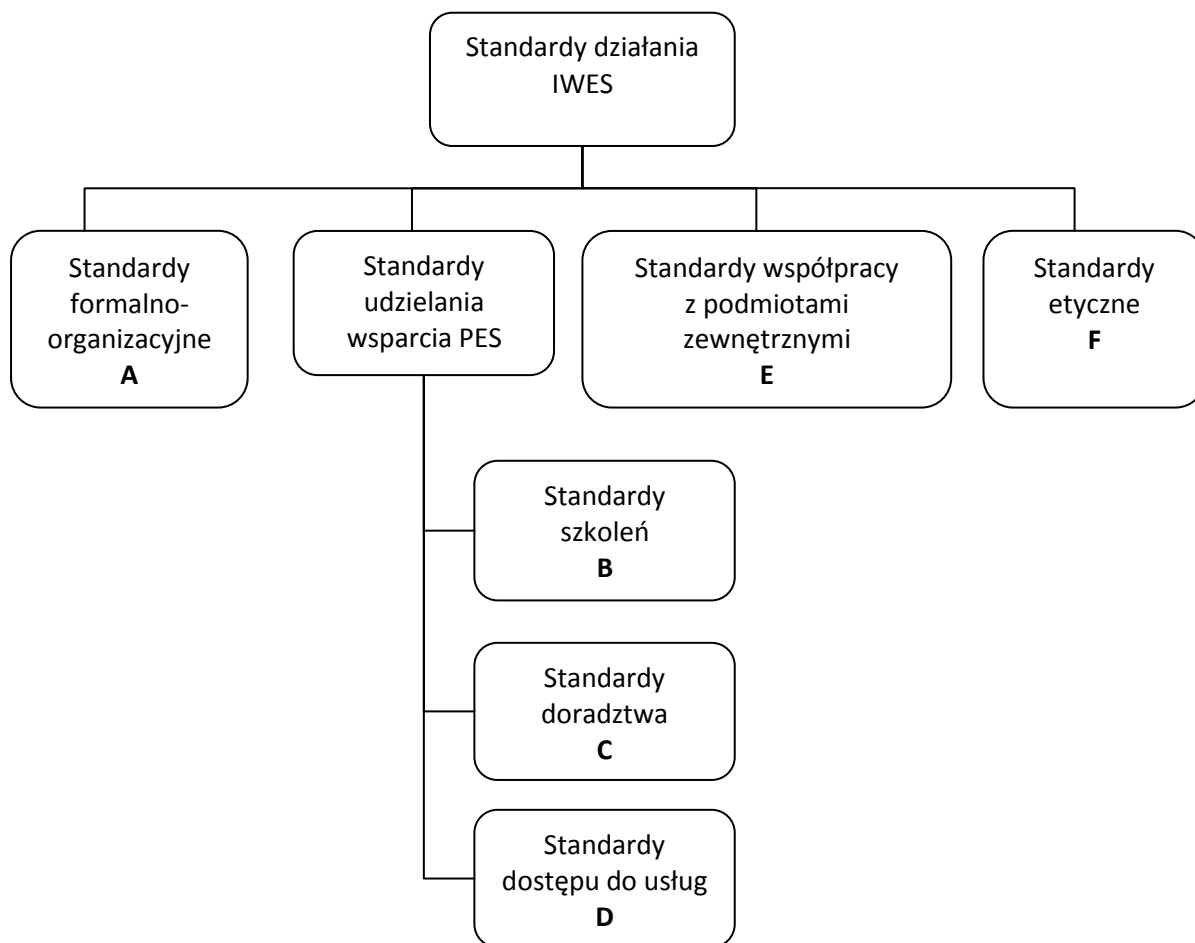 Standardy działania
IWES
Standardy
formalno-
organizacyjne
A
Standardy
udzielania
wsparcia PES
Standardy współpracy
z podmiotami
zewnętrznymi
E
Standardy
etyczne
F
Standardy
szkoleń
B
Standardy
doradztwa
C
Standardy
dostępu do usług
D